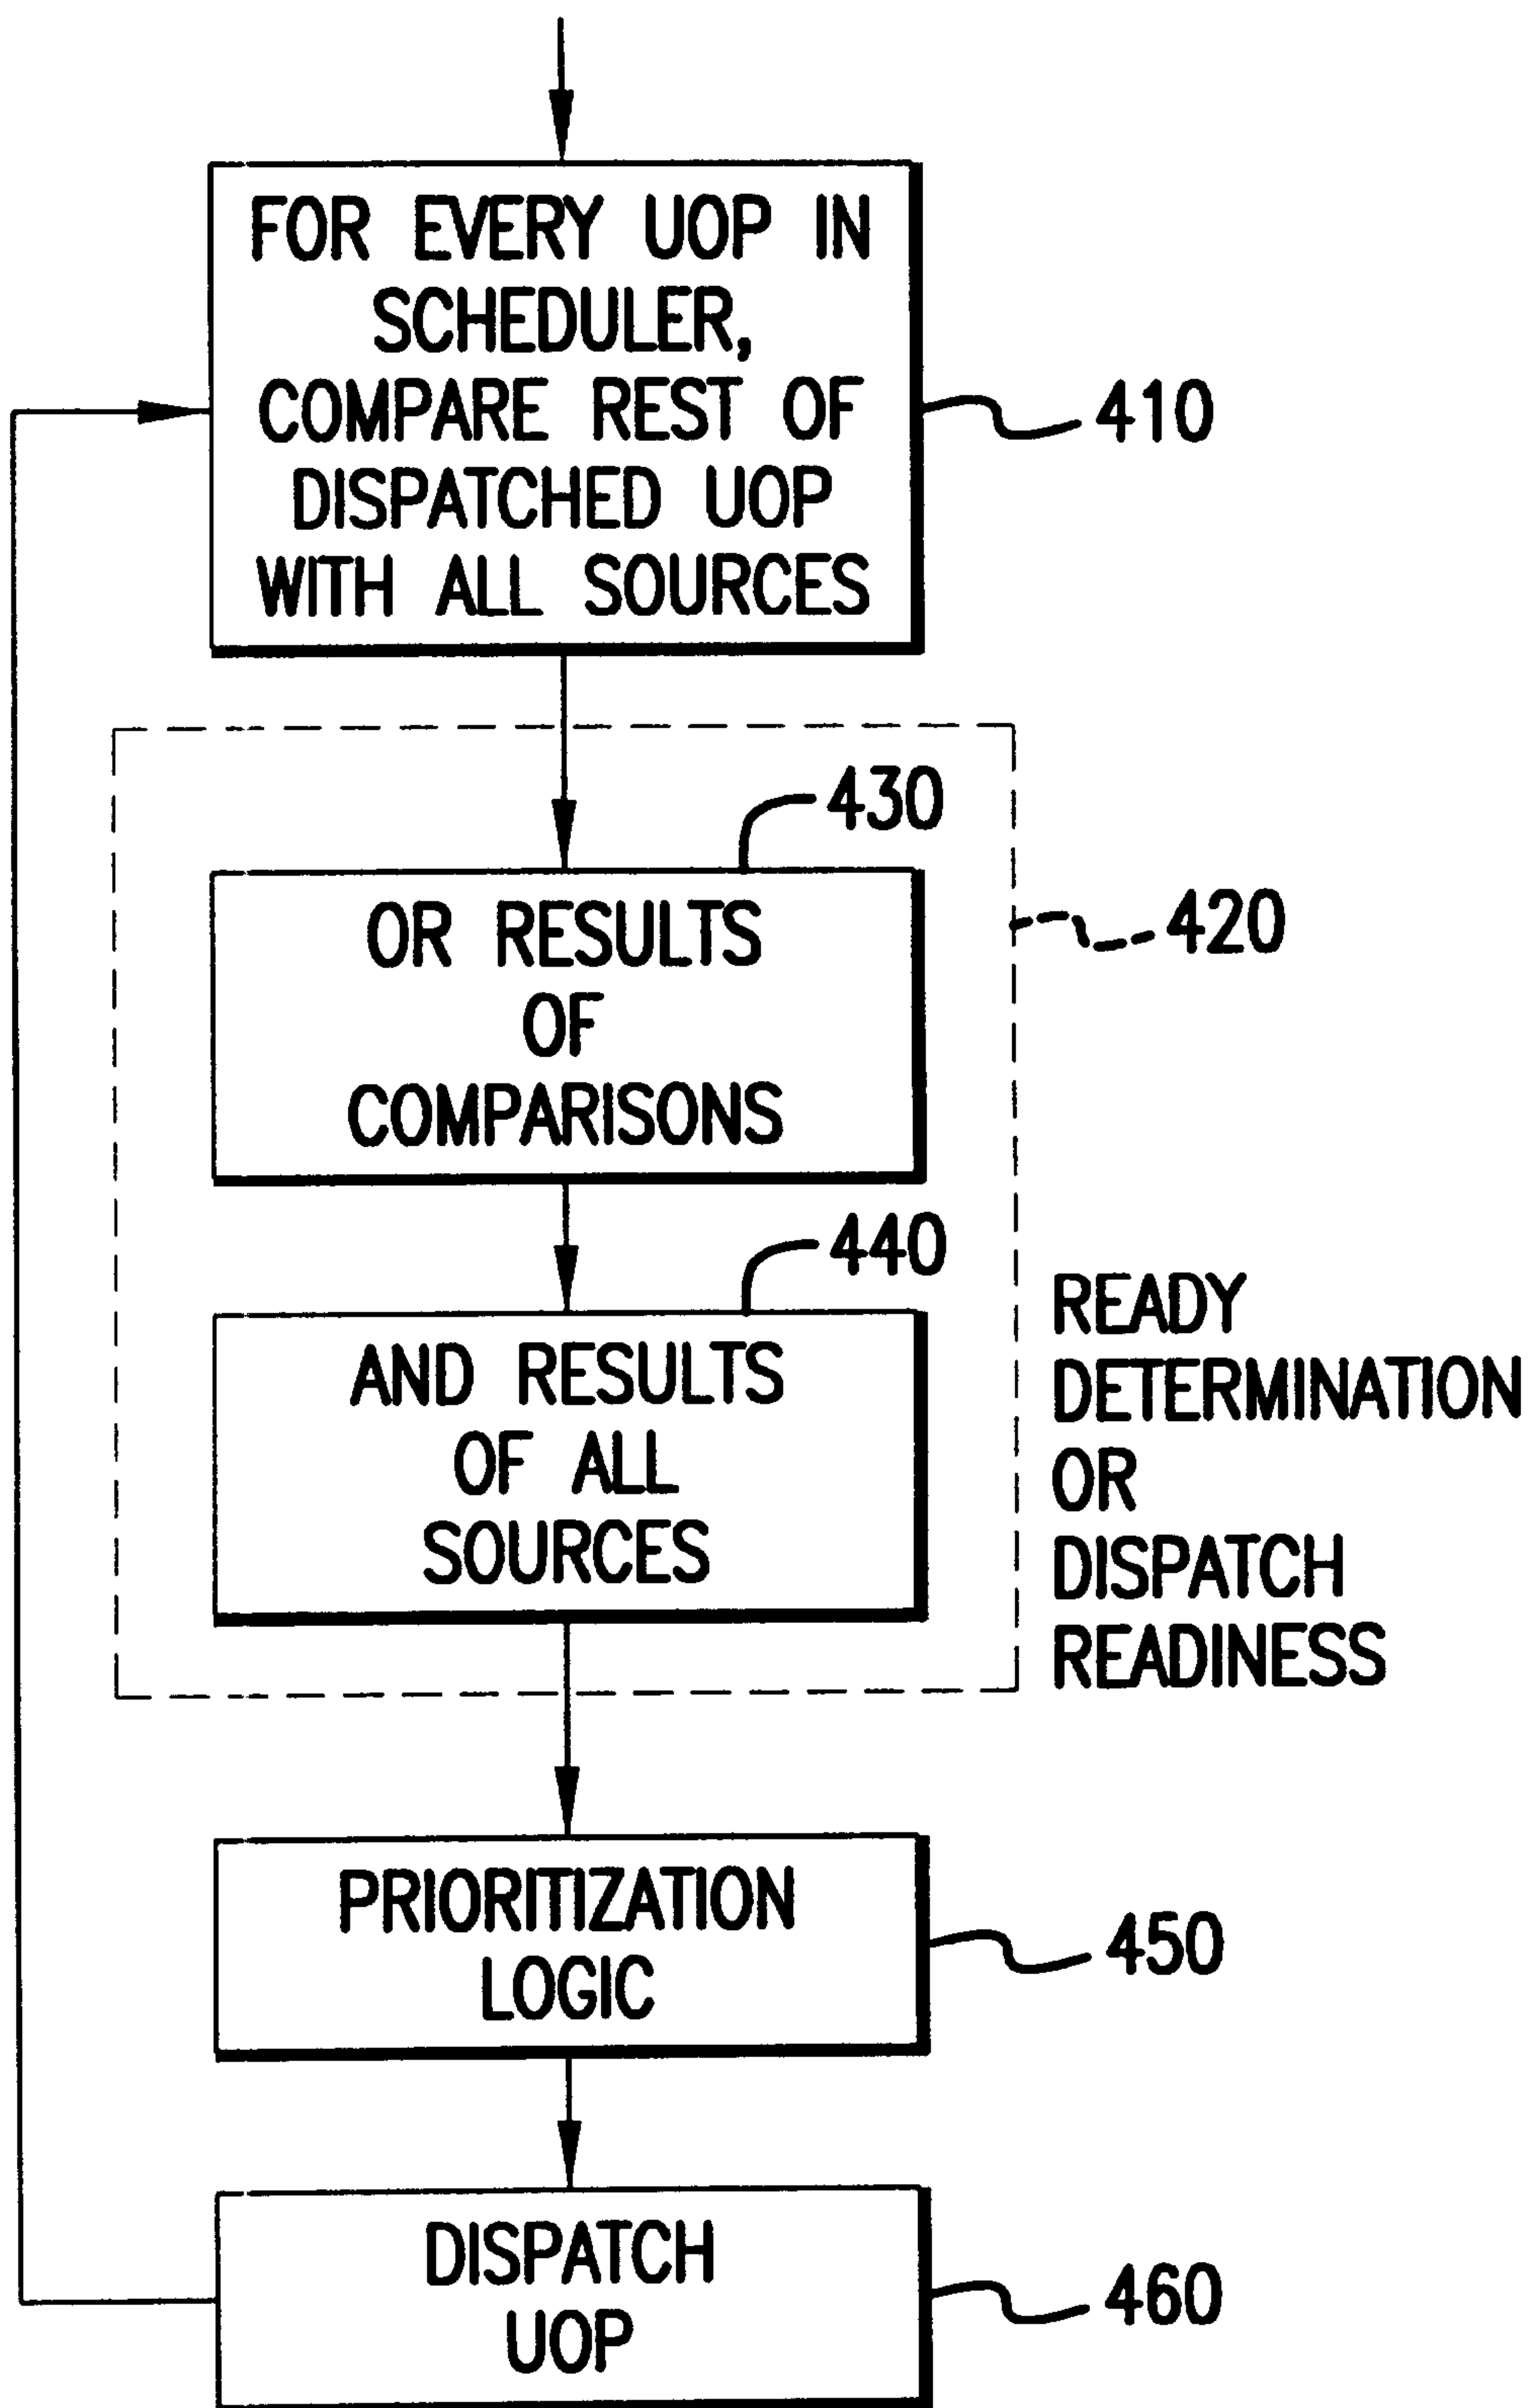 FOR EVERY UOP IN
SCHEDULER,
COMPARE REST OF
DISPATCHED UOP
WITH ALL SOURCES
410
430
OR RESULTS
OF
COMPARISONS
420
440
AND RESULTS
OF ALL
SOURCES
READY
DETERMINATION
OR
DISPATCH
READINESS
PRIORITIZATION
LOGIC
450
DISPATCH
UOP
460